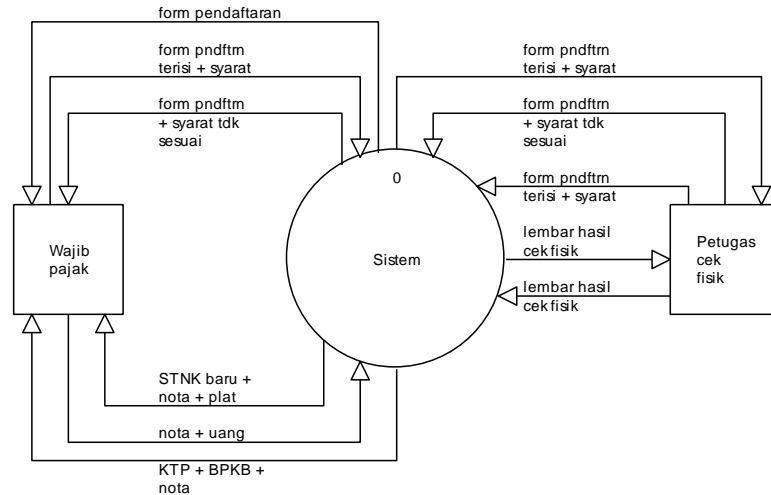 form pendaftaran
form pndftrn
terisi + syarat
form pndftrn
+ syarat tdk
sesuai
form pndftrn
terisi + syarat
form pndftrn
+ syarat tdk
sesuai
form pndftrn
terisi + syarat
0
Sistem
Wajib
pajak
Petugas
cek
fisik
lembar hasil
cek fisik
lembar hasil
cek fisik
STNK baru +
nota + plat
nota + uang
KTP + BPKB +
nota